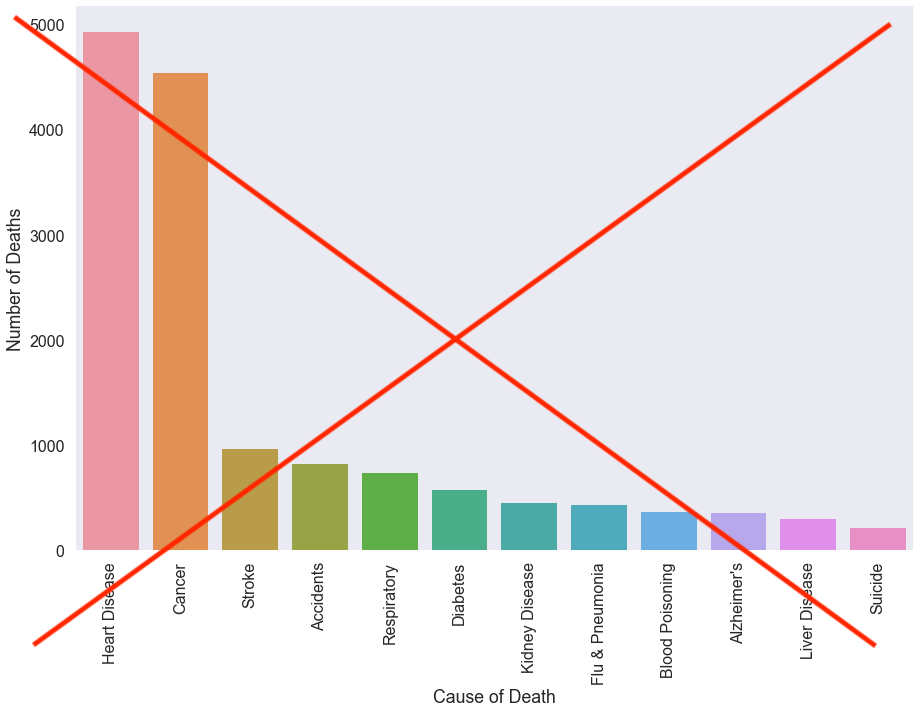 5000
4000
3000
2000
1000
0
Number of Deaths
Heart Disease
Cancer
Stroke
Accidents
Respiratory
Diabetes
Kidney Disease
Flu & Pneumonia
Blood Poisoning
Alzheimer's
Liver Disease
Suicide
Cause of Death